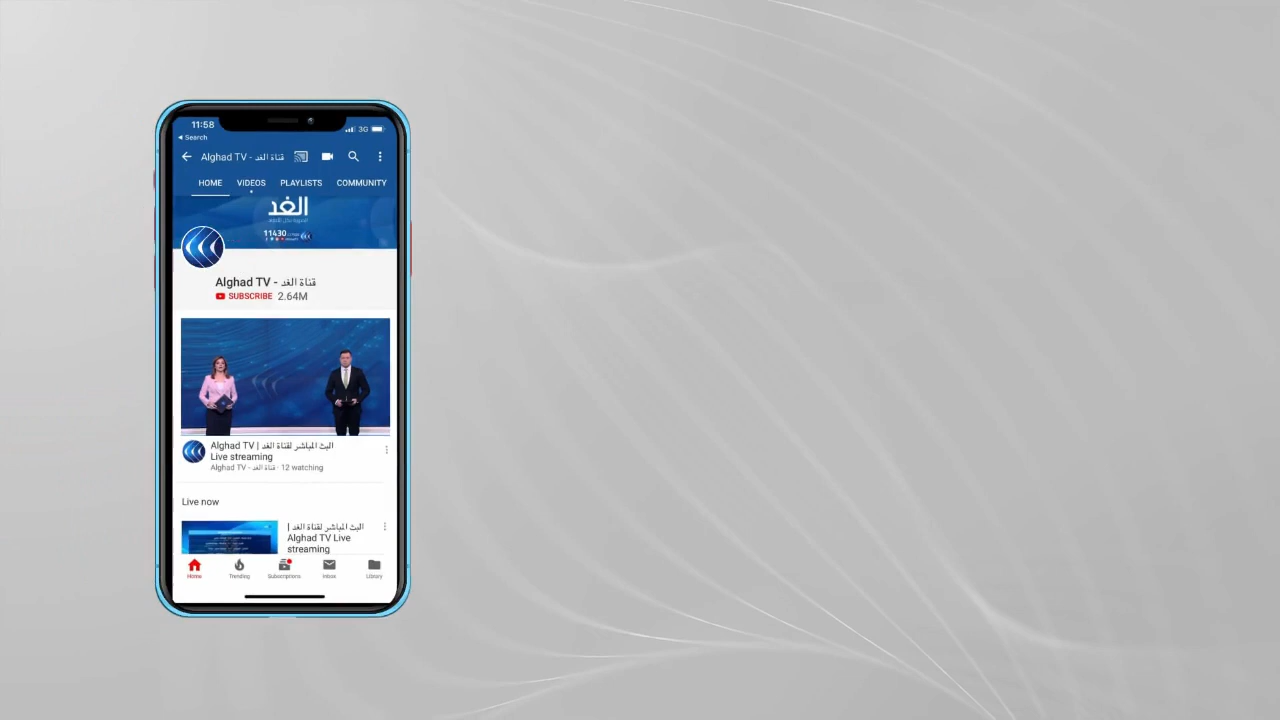 11:58
3G
Search
Alghad TV - قناة الغد
HOME VIDEOS PLAYLISTS COMMUNITY
الغد
11430
Alghad TV - قناة الغد
SUBSCRIBE 2.64M
Alghad TV | البث المباشر لقناة الغد
Live streaming
Alghad TV - قناة الغد · 12 watching
Live now
البث المباشر لقناة الغد |
Alghad TV Live
streaming
Home Trending Subscriptions Inbox Library